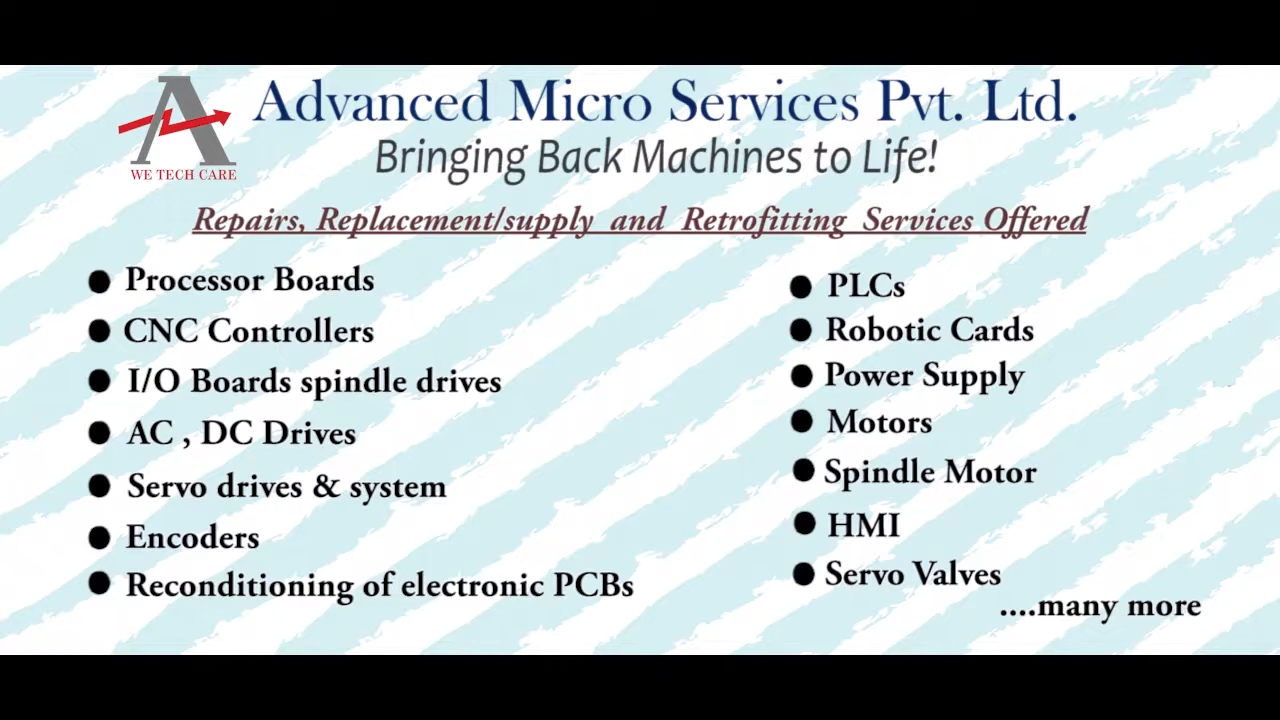 Advanced Micro Services Pvt. Ltd.
WE TECH CARE
Bringing Back Machines to Life!
Repairs, Replacement/supply and Retrofitting Services Offered
Processor Boards
CNC Controllers
I/O Boards spindle drives
AC , DC Drives
Servo drives & system
Encoders
Reconditioning of electronic PCBs
PLCs
Robotic Cards
Power Supply
Motors
Spindle Motor
HMI
Servo Valves
....many more